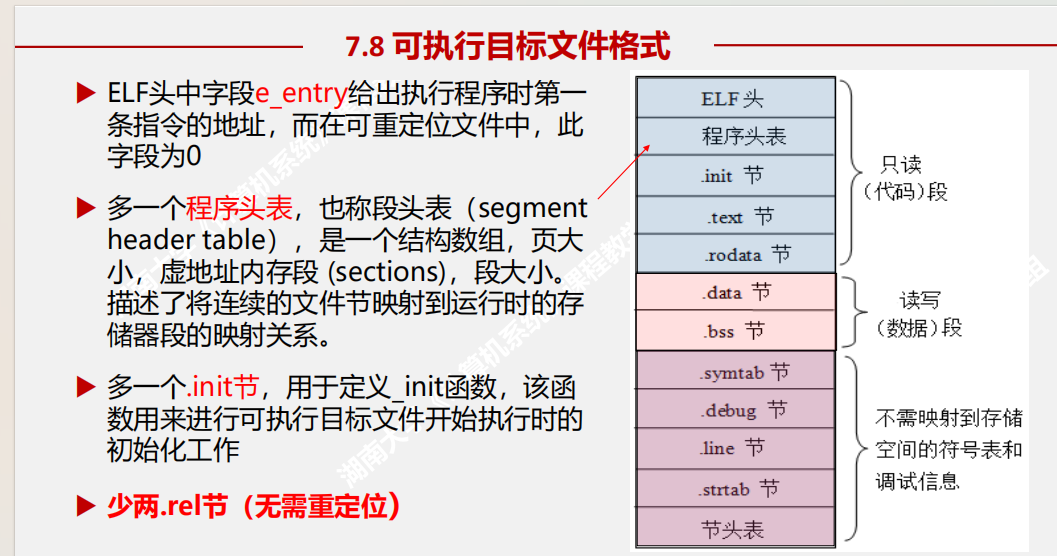 7.8 可执行目标文件格式
ELF头中字段e_entry给出执行程序时第一
条指令的地址，而在可重定位文件中，此
字段为0
多一个程序头表，也称段头表（segment
header table），是一个结构数组，页大
小，虚地址内存段 (sections)，段大小。
描述了将连续的文件节映射到运行时的存
储器段的映射关系。
多一个.init节，用于定义_init函数，该函
数用来进行可执行目标文件开始执行时的
初始化工作
少两.rel节（无需重定位）
ELF 头
程序头表
.init 节
.text 节
.rodata 节
.data 节
.bss 节
.symtab 节
.debug 节
.line 节
.strtab 节
节头表
只读
（代码）段
读写
（数据）段
不需映射到存储
空间的符号表和
调试信息